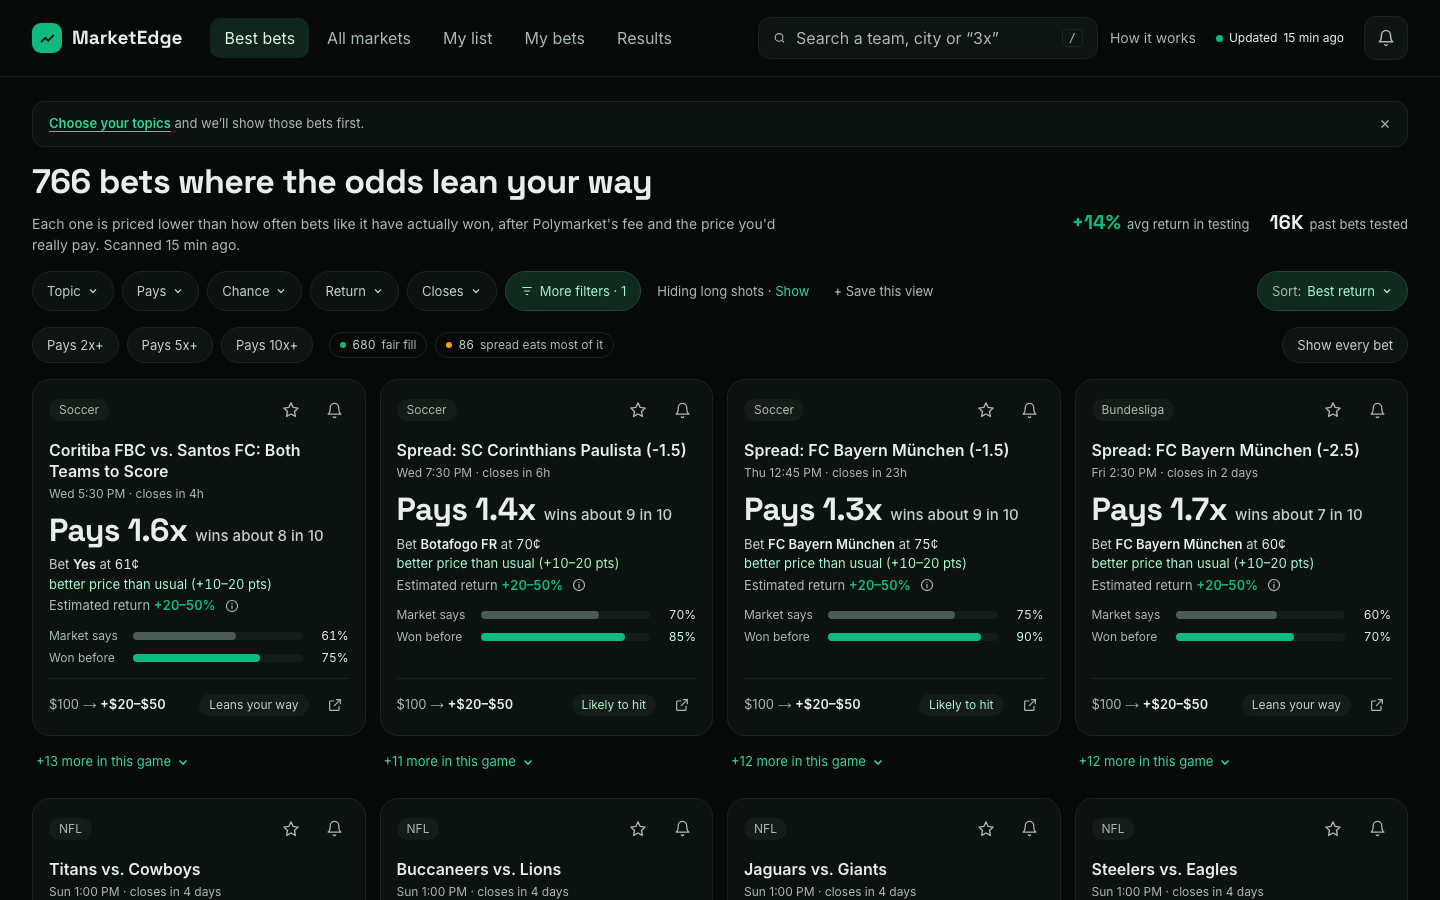 MarketEdge
Best bets
All markets
My list
My bets
Results
Search a team, city or “3x”
/
How it works
Updated 15 min ago
Choose your topics and we’ll show those bets first.
766 bets where the odds lean your way
Each one is priced lower than how often bets like it have actually won, after Polymarket's fee and the price you'd
really pay. Scanned 15 min ago.
+14% avg return in testing
16K past bets tested
Topic
Pays
Chance
Return
Closes
More filters · 1
Hiding long shots · Show
+ Save this view
Sort: Best return
Pays 2x+
Pays 5x+
Pays 10x+
680 fair fill
86 spread eats most of it
Show every bet
Soccer
Coritiba FBC vs. Santos FC: Both
Teams to Score
Wed 5:30 PM · closes in 4h
Pays 1.6x wins about 8 in 10
Bet Yes at 61¢
better price than usual (+10–20 pts)
Estimated return +20–50%
Market says 61%
Won before 75%
$100 → +$20–$50
Leans your way
+13 more in this game
Soccer
Spread: SC Corinthians Paulista (-1.5)
Wed 7:30 PM · closes in 6h
Pays 1.4x wins about 9 in 10
Bet Botafogo FR at 70¢
better price than usual (+10–20 pts)
Estimated return +20–50%
Market says 70%
Won before 85%
$100 → +$20–$50
Likely to hit
+11 more in this game
Soccer
Spread: FC Bayern München (-1.5)
Thu 12:45 PM · closes in 23h
Pays 1.3x wins about 9 in 10
Bet FC Bayern München at 75¢
better price than usual (+10–20 pts)
Estimated return +20–50%
Market says 75%
Won before 90%
$100 → +$20–$50
Likely to hit
+12 more in this game
Bundesliga
Spread: FC Bayern München (-2.5)
Fri 2:30 PM · closes in 2 days
Pays 1.7x wins about 7 in 10
Bet FC Bayern München at 60¢
better price than usual (+10–20 pts)
Estimated return +20–50%
Market says 60%
Won before 70%
$100 → +$20–$50
Leans your way
+12 more in this game
NFL
Titans vs. Cowboys
Sun 1:00 PM · closes in 4 days
NFL
Buccaneers vs. Lions
Sun 1:00 PM · closes in 4 days
NFL
Jaguars vs. Giants
Sun 1:00 PM · closes in 4 days
NFL
Steelers vs. Eagles
Sun 1:00 PM · closes in 4 days